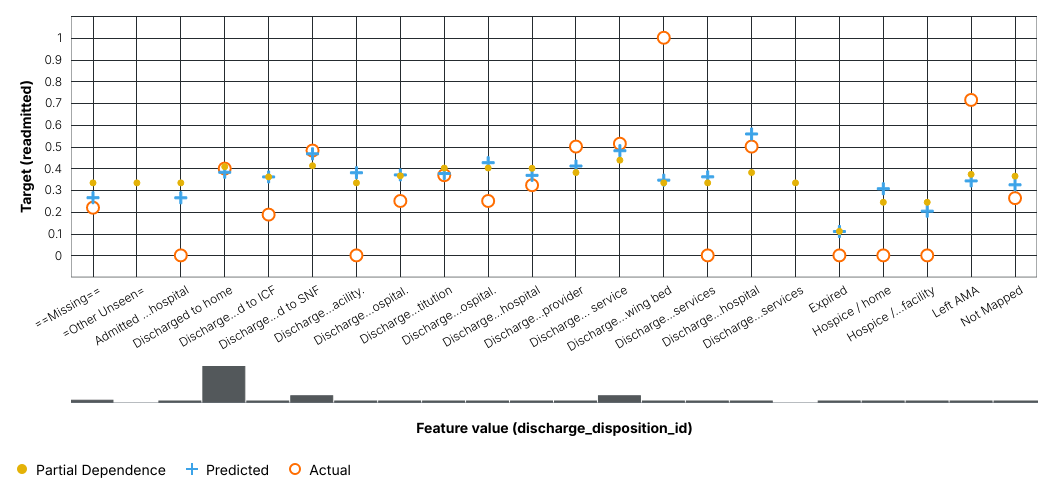 Target (readmitted)
1
0.9
0.8
0.7
0.6
0.5
0.4
0.3
0.2
0.1
0
==Missing==
=Other Unseen=
Admitted ...hospital
Discharged to home
Discharge...d to ICF
Discharge...d to SNF
Discharge...acility.
Discharge...ospital.
Discharge...titution
Discharge...ospital.
Discharge...hospital
Discharge...provider
Discharge... service
Discharge...wing bed
Discharge...services
Discharge...hospital
Discharge...services
Expired
Hospice / home
Hospice /...facility
Left AMA
Not Mapped
Feature value (discharge_disposition_id)
Partial Dependence
Predicted
Actual